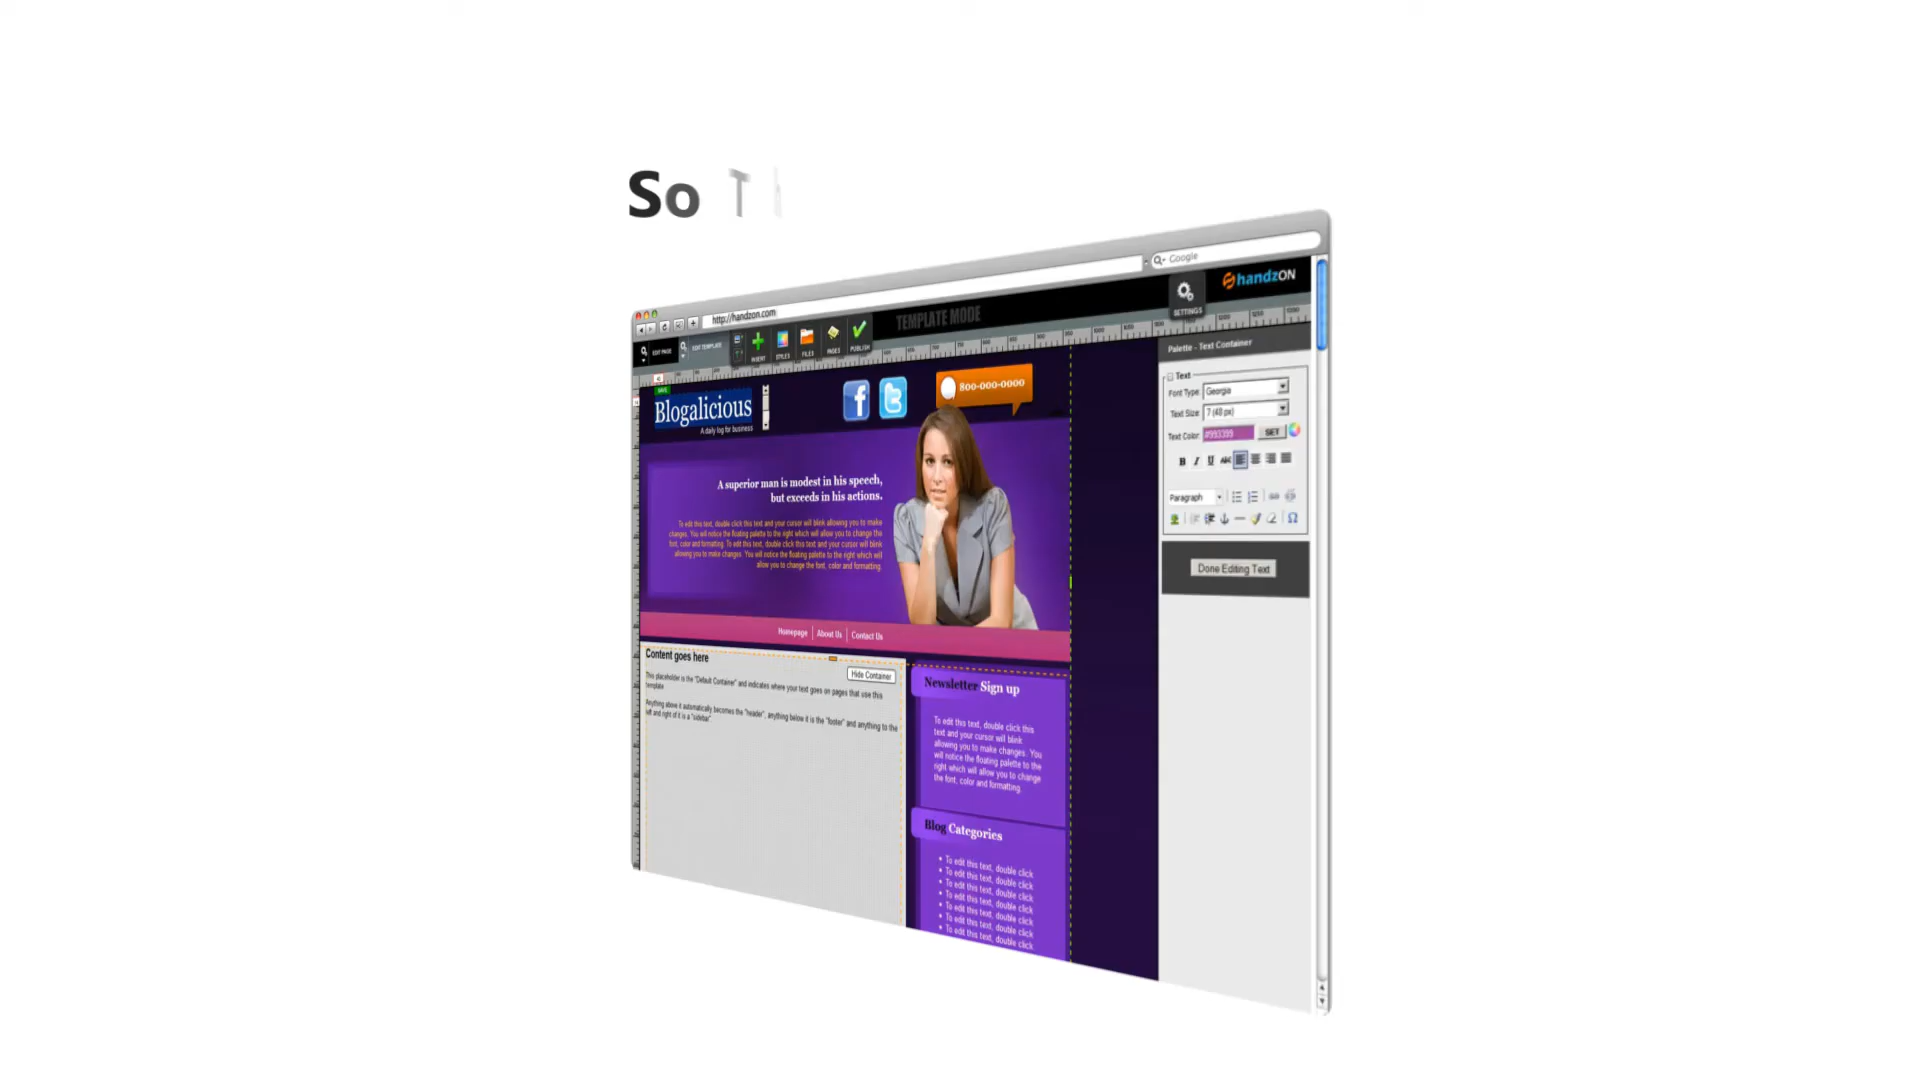 So Th
Google
http://handzon.com
TEMPLATE MODE
SETTINGS
handzON
EDIT PAGE
EDIT TEMPLATE
INSERT
STYLES
FILES
PAGES
PUBLISH
SAVE
Blogalicious
A daily log for business
f
t
800-000-0000
A superior man is modest in his speech,
but exceeds in his actions.
To edit this text, double click this text and your cursor will blink allowing you to make
changes. You will notice the floating palette to the right which will allow you to change the
font, color and formatting. To edit this text, double click this text and your cursor will blink
allowing you to make changes. You will notice the floating palette to the right which will
allow you to change the font, color and formatting.
Homepage
About Us
Contact Us
Content goes here
Hide Container
This placeholder is the "Default Container" and indicates where your text goes on pages that use this
template
Anything above it automatically becomes the "header", anything below it is the "footer" and anything to the
left and right of it is a "sidebar"
Newsletter Sign up
To edit this text, double click this
text and your cursor will blink
allowing you to make changes. You
will notice the floating palette to the
right which will allow you to change
the font, color and formatting.
Blog Categories
To edit this text, double click
To edit this text, double click
To edit this text, double click
To edit this text, double click
To edit this text, double click
To edit this text, double click
To edit this text, double click
Palette - Text Container
Text
Font Type: Georgia
Text Size: 7 (48 px)
Text Color: #993399 SET
B I U ABC
Paragraph
Done Editing Text